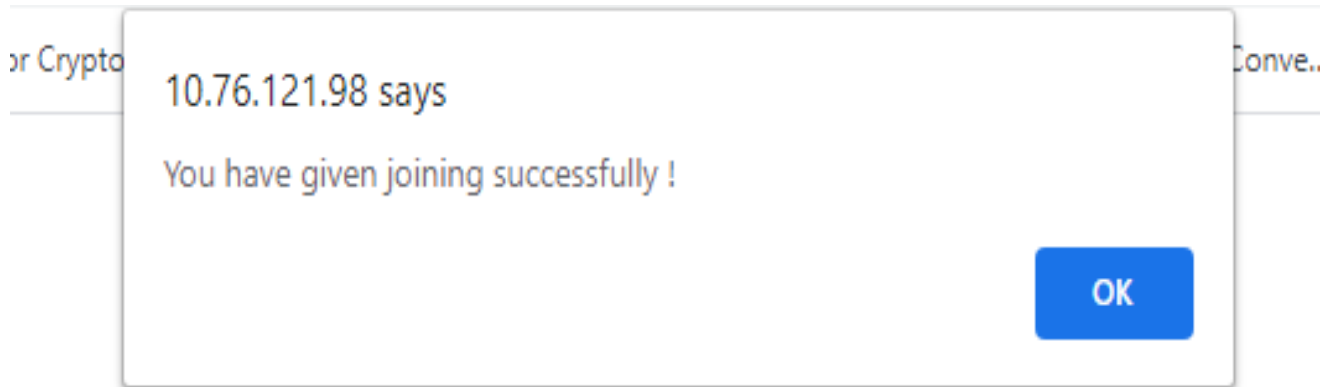 or Crypto
Conve..
10.76.121.98 says
You have given joining successfully !
OK